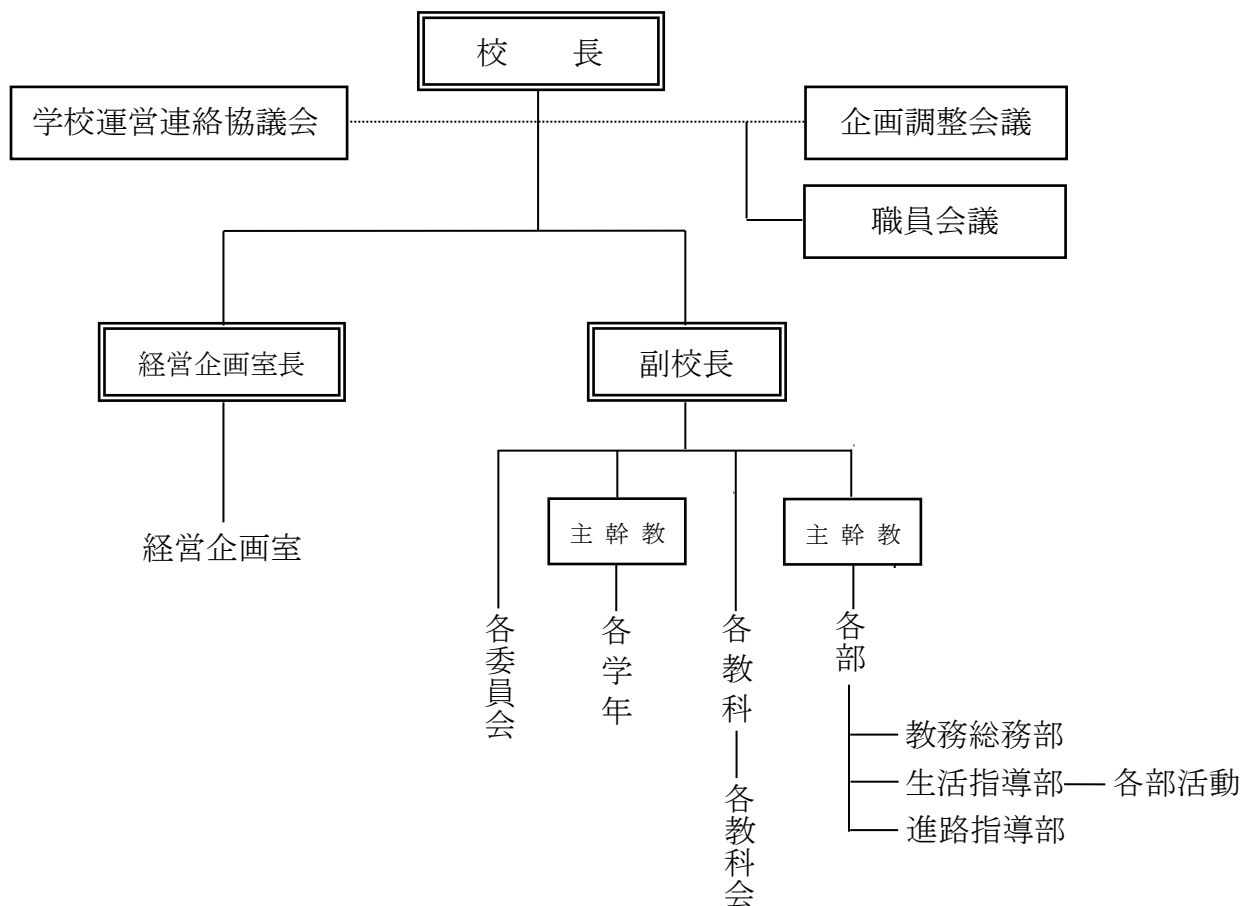 校　　長
学校運営連絡協議会
企画調整会議
職員会議
経営企画室長
副校長
経営企画室
主 幹 教
主 幹 教
各委員会
各学年
各教科
各教科会
各部
教務総務部
生活指導部
各部活動
進路指導部